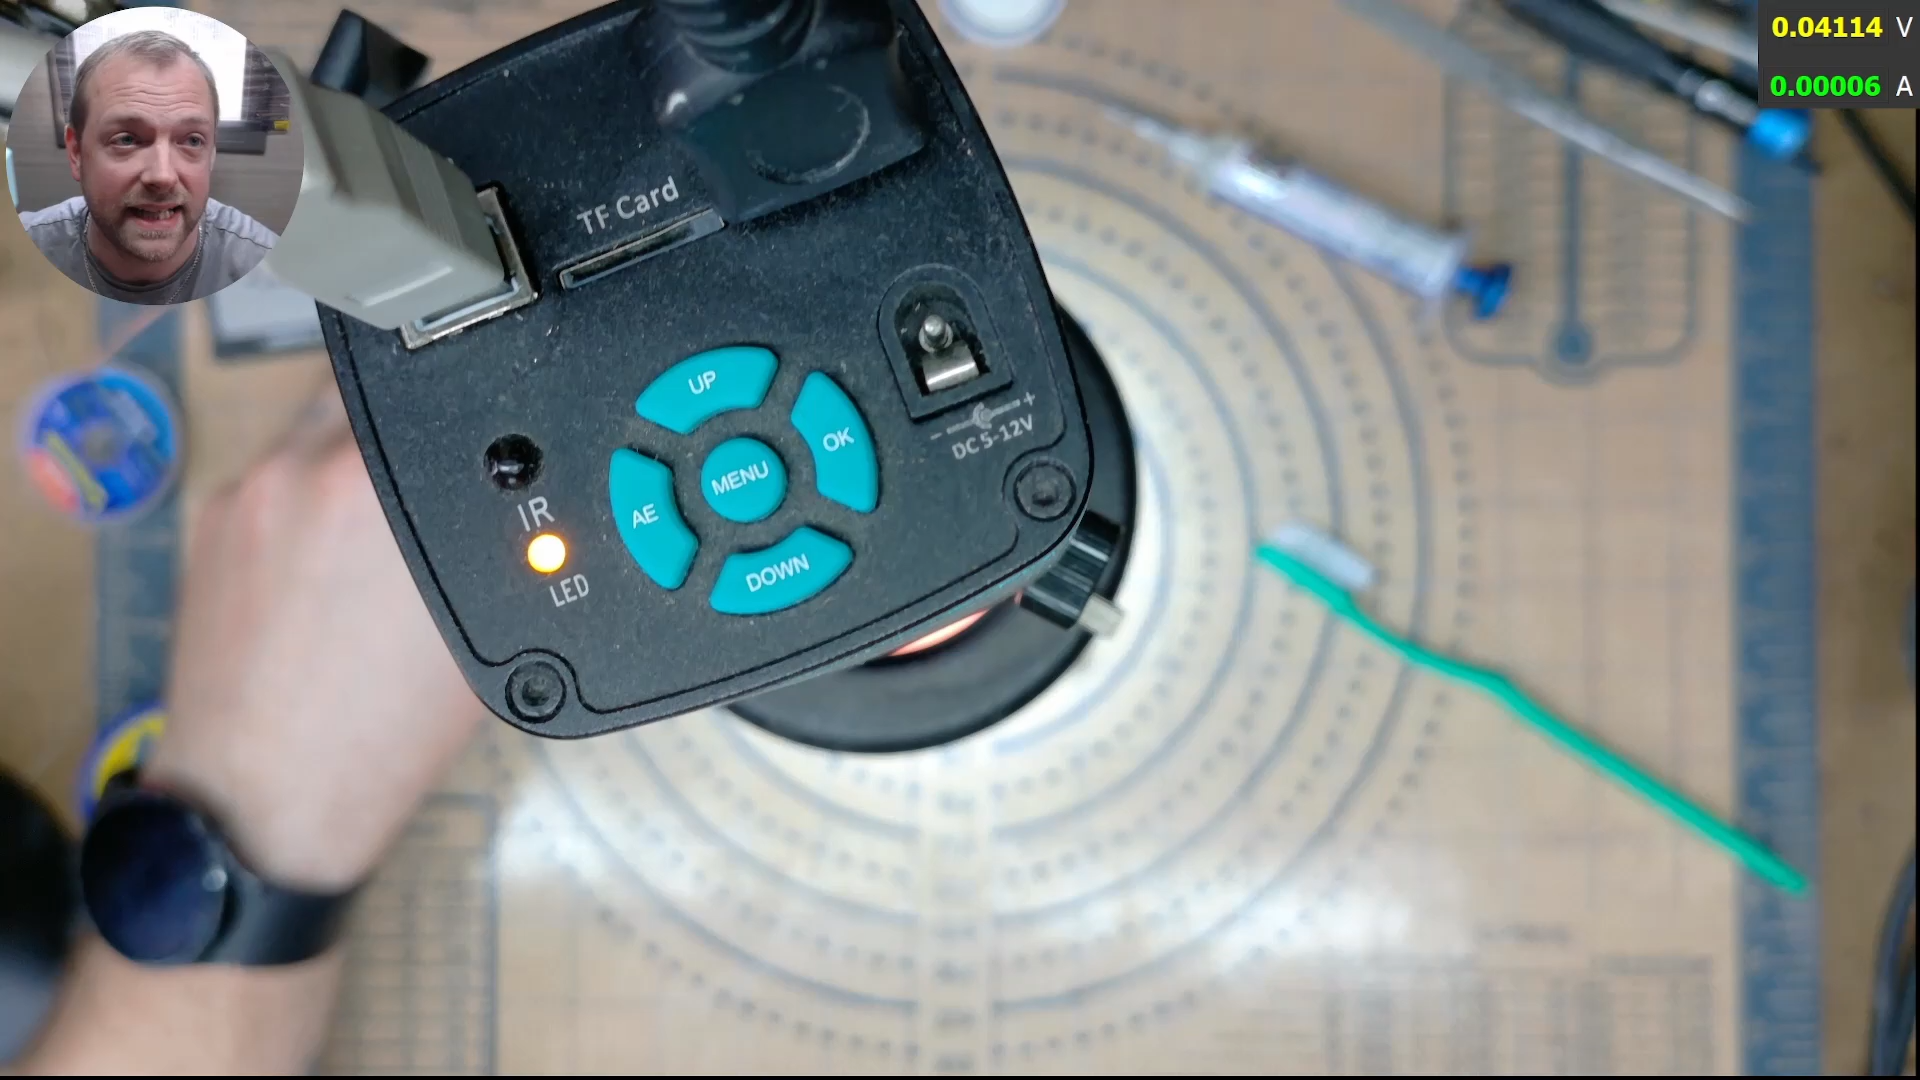 0.04114 V
0.00006 A
TF Card
UP
OK
MENU
AE
DOWN
IR
LED
- +
DC 5-12V